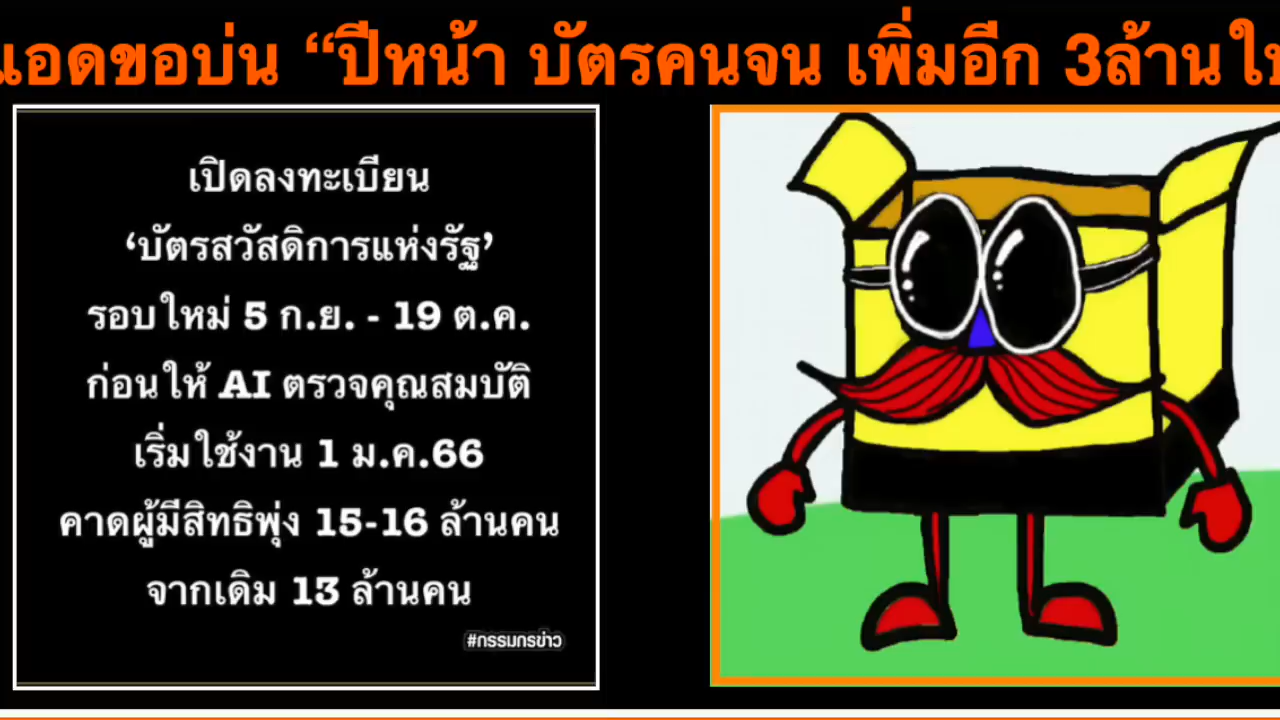 แอดขอบ่น “ปีหน้า บัตรคนจน เพิ่มอีก 3ล้าน
เปิดลงทะเบียน
‘บัตรสวัสดิการแห่งรัฐ’
รอบใหม่ 5 ก.ย. - 19 ต.ค.
ก่อนให้ AI ตรวจคุณสมบัติ
เริ่มใช้งาน 1 ม.ค.66
คาดผู้มีสิทธิพุ่ง 15-16 ล้านคน
จากเดิม 13 ล้านคน
#กรรมกรข่าว